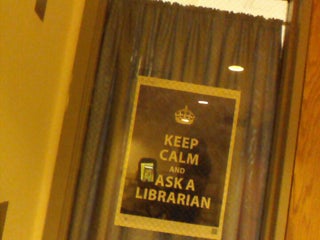 KEEP
CALM
AND
ASK A
LIBRARIAN